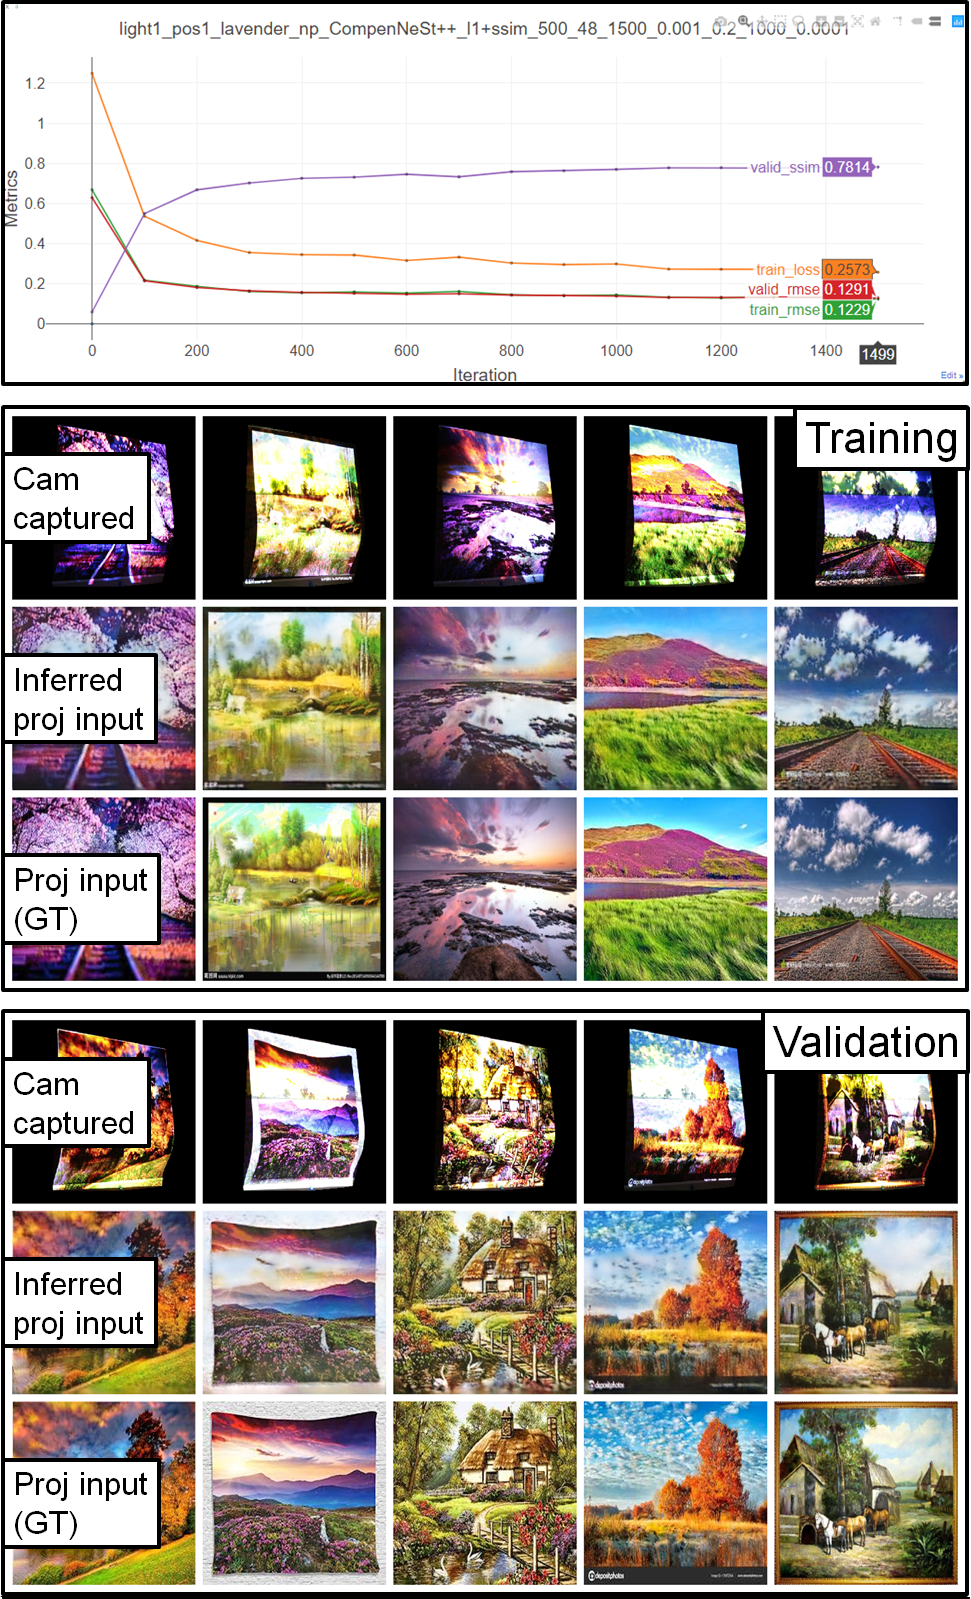 light1_pos1_lavender_np_CompenNeSt++_l1+ssim_500_48_1500_0.001_0.2_1000_0.0001
Metrics
1.2
1
0.8
0.6
0.4
0.2
0
valid_ssim 0.7814
train_loss 0.2573
valid_rmse 0.1291
train_rmse 0.1229
0 200 400 600 800 1000 1200 1400 1499
Iteration
Edit »
Training
Cam
captured
Inferred
proj input
Proj input
(GT)
Validation
Cam
captured
Inferred
proj input
depositphotos
Proj input
(GT)
depositphotos